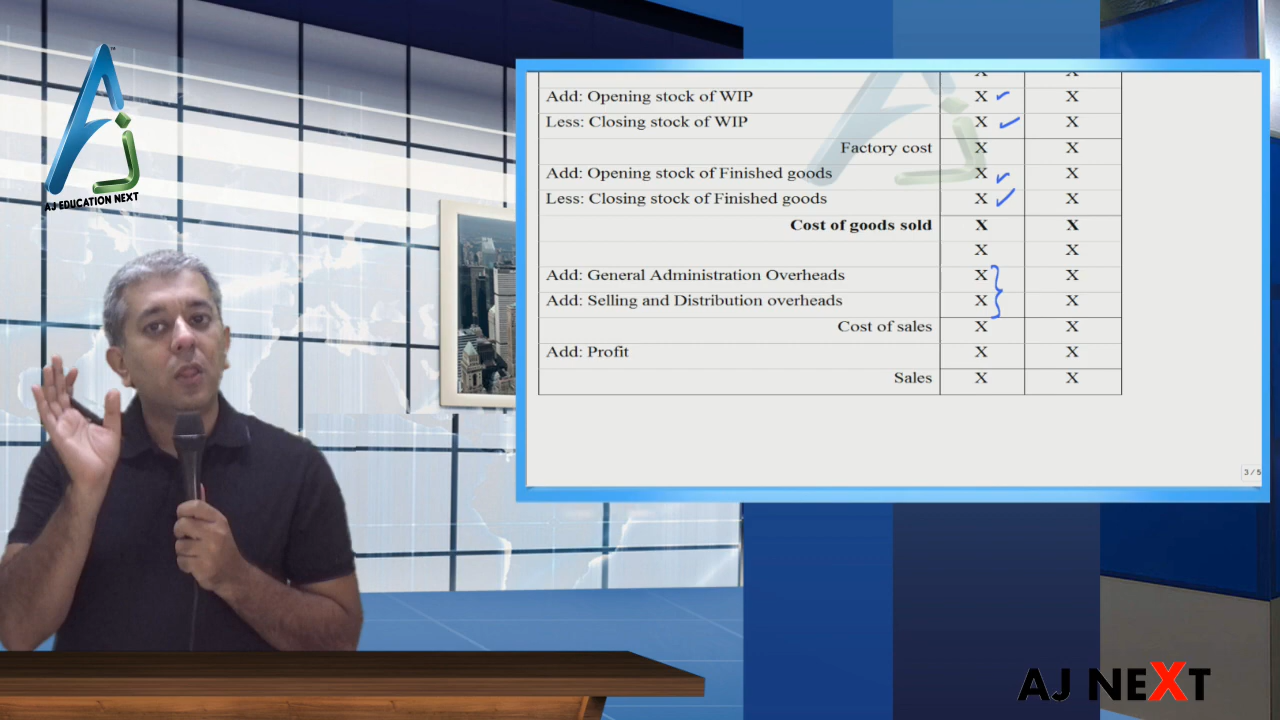 AJ EDUCATION NEXT
X X
Add: Opening stock of WIP X X
Less: Closing stock of WIP X X
Factory cost X X
Add: Opening stock of Finished goods X X
Less: Closing stock of Finished goods X X
Cost of goods sold X X
X X
Add: General Administration Overheads X X
Add: Selling and Distribution overheads X X
Cost of sales X X
Add: Profit X X
Sales X X
3 / 5
AJ NEXT